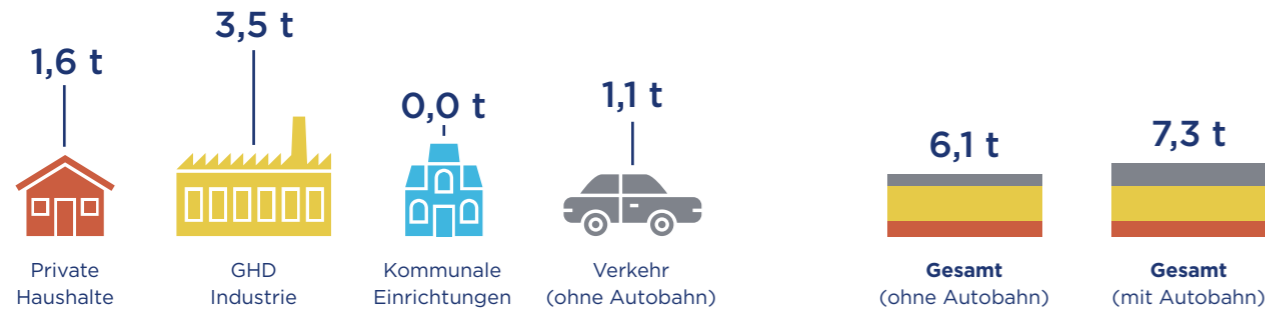 1,6 t
Private
Haushalte
3,5 t
GHD
Industrie
0,0 t
Kommunale
Einrichtungen
1,1 t
Verkehr
(ohne Autobahn)
6,1 t
Gesamt
(ohne Autobahn)
7,3 t
Gesamt
(mit Autobahn)